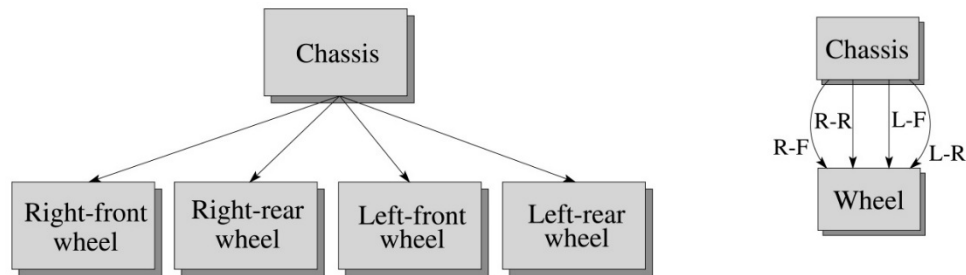 Chassis
Right-front
wheel
Right-rear
wheel
Left-front
wheel
Left-rear
wheel
Chassis
R-F
R-R
L-F
L-R
Wheel